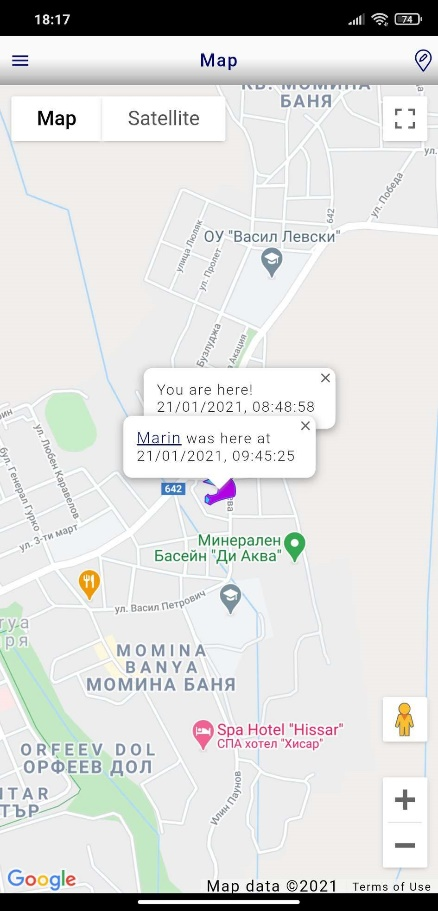 18:17
74
Map
КВ. МОМИНА
БАНЯ
Map
Satellite
ул. Победа
642
ОУ "Васил Левски"
улица Люляк
ул. Пролет
Бузлуджа
Акация
You are here!
21/01/2021, 08:48:58
Marin was here at
21/01/2021, 09:45:25
ул. Любен Каравелов
бул. Генерал Гурко
642
ул. 3-ти март
Минерален
Басейн "Ди Аква"
ул. Васил Петрович
MOMINA
BANYA
МОМИНА БАНЯ
Spa Hotel "Hissar"
СПА хотел "Хисар"
ORFEEV DOL
ОРФЕЕВ ДОЛ
ТЪР
Илин Паунов
Google
Map data ©2021
Terms of Use